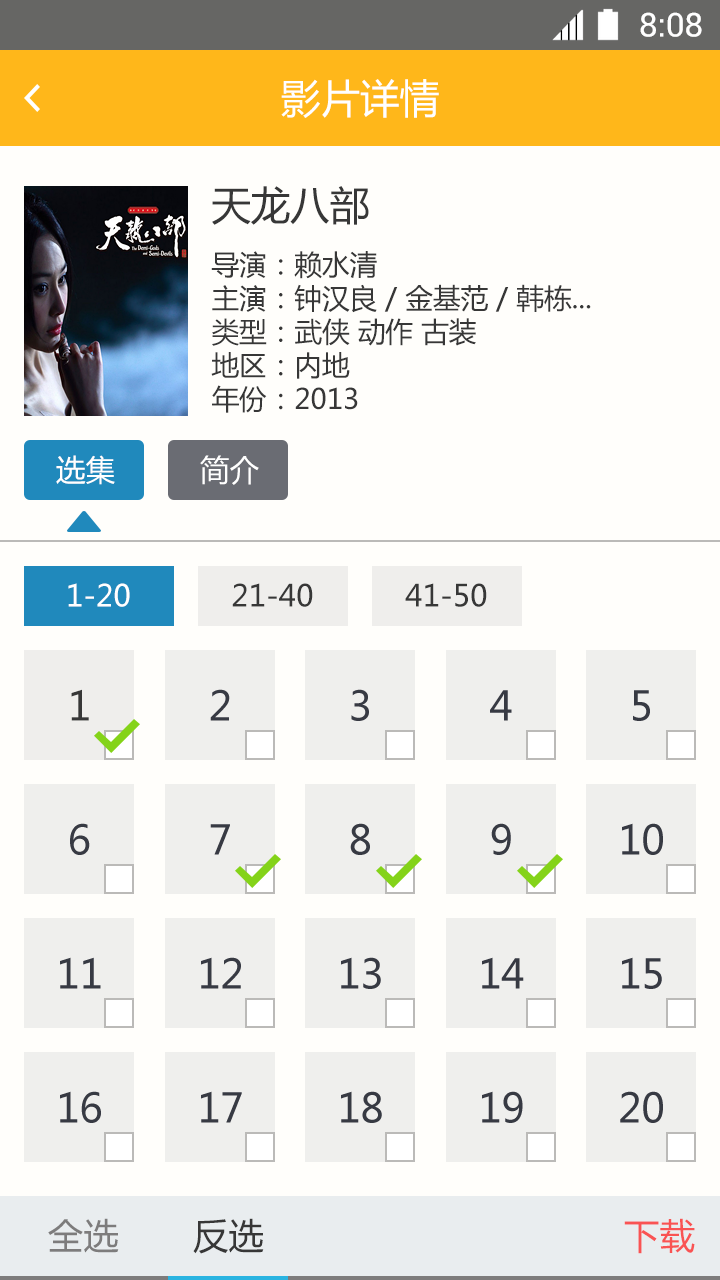 8:08
影片详情
天龍八部
The Demi-Gods
and Semi-Devils
天龙八部
导演：赖水清
主演：钟汉良 / 金基范 / 韩栋...
类型：武侠 动作 古装
地区：内地
年份：2013
选集 简介
1-20 21-40 41-50
1 2 3 4 5
6 7 8 9 10
11 12 13 14 15
16 17 18 19 20
全选 反选 下载